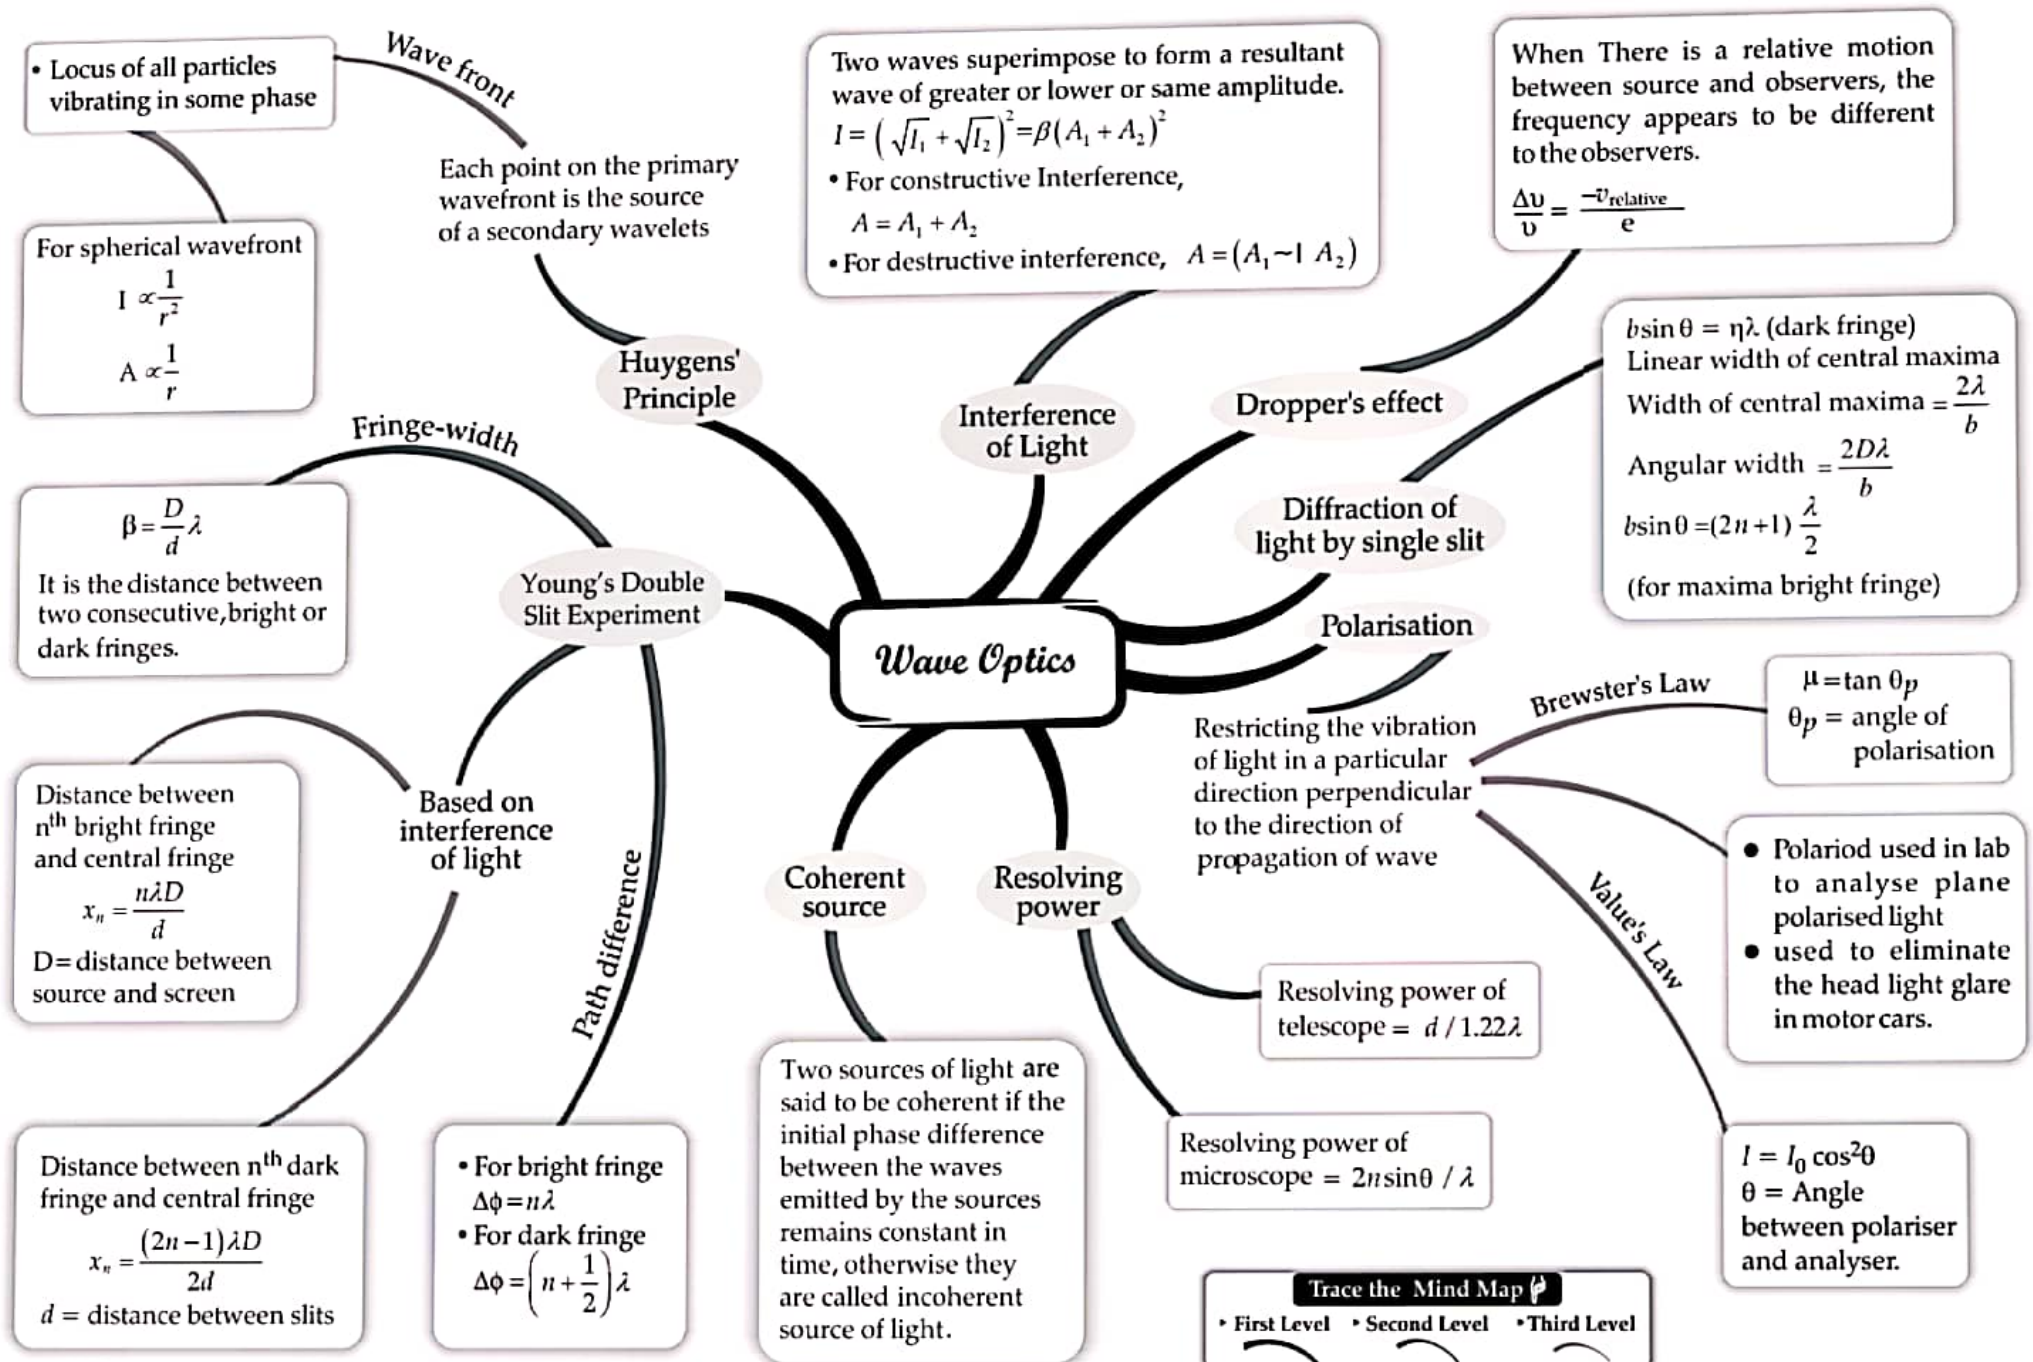 Wave Optics
Huygens'
Principle
Each point on the primary
wavefront is the source
of a secondary wavelets
Wave front
• Locus of all particles
vibrating in some phase
For spherical wavefront
I ∝ 1/r²
A ∝ 1/r
Interference
of Light
Two waves superimpose to form a resultant
wave of greater or lower or same amplitude.
I = (√I₁ + √I₂)² = β(A₁ + A₂)²
• For constructive Interference,
A = A₁ + A₂
• For destructive interference, A = (A₁ ~ | A₂)
Dropper's effect
When There is a relative motion
between source and observers, the
frequency appears to be different
to the observers.
Δυ/υ = −υrelative/e
Diffraction of
light by single slit
bsin θ = ηλ (dark fringe)
Linear width of central maxima
Width of central maxima = 2λ/b
Angular width = 2Dλ/b
bsinθ =(2n+1) λ/2
(for maxima bright fringe)
Polarisation
Restricting the vibration
of light in a particular
direction perpendicular
to the direction of
propagation of wave
Brewster's Law
μ=tan θp
θp = angle of
polarisation
● Polariod used in lab
to analyse plane
polarised light
● used to eliminate
the head light glare
in motor cars.
Value's Law
I = I₀ cos²θ
θ = Angle
between polariser
and analyser.
Resolving
power
Resolving power of
telescope = d / 1.22λ
Resolving power of
microscope = 2nsinθ / λ
Coherent
source
Two sources of light are
said to be coherent if the
initial phase difference
between the waves
emitted by the sources
remains constant in
time, otherwise they
are called incoherent
source of light.
Young's Double
Slit Experiment
Fringe-width
β = D/d λ
It is the distance between
two consecutive, bright or
dark fringes.
Based on
interference
of light
Distance between
nth bright fringe
and central fringe
xₙ = nλD/d
D= distance between
source and screen
Distance between nth dark
fringe and central fringe
xₙ = (2n−1)λD/2d
d = distance between slits
Path difference
• For bright fringe
Δϕ=nλ
• For dark fringe
Δϕ = (n + 1/2) λ
Trace the Mind Map
• First Level • Second Level • Third Level